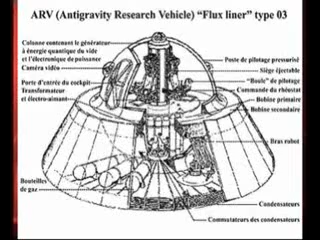 ARV (Antigravity Research Vehicle) “Flux liner” type 03
Colonne contenant le générateur
à énergie quantique du vide
et l'électronique de puissance
Caméra vidéo
Porte d'entrée du cockpit
Transformateur
et électro-aimant
Bouteilles
de gaz
Poste de pilotage pressurisé
Siège éjectable
"Boule" de pilotage
Commande du rhéostat
Bobine primaire
Bobine secondaire
Bras robot
Condensateurs
Commutateurs des condensateurs